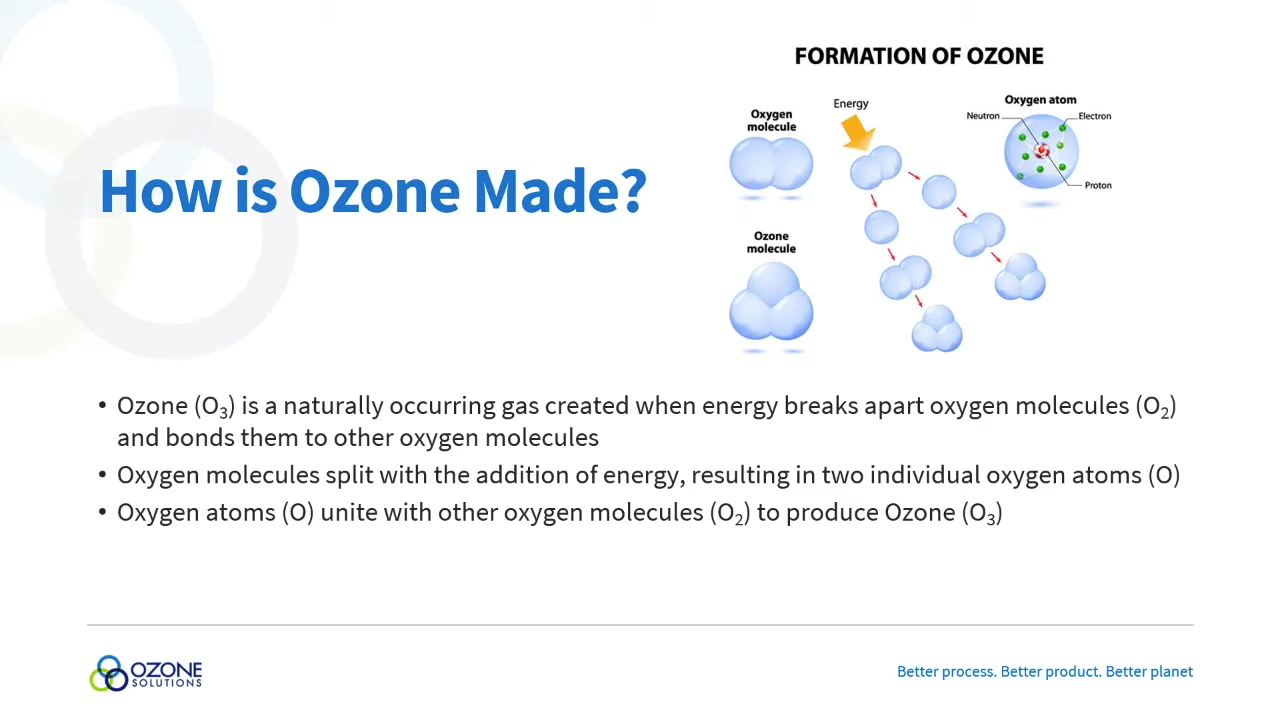 FORMATION OF OZONE
Oxygen
molecule
Energy
Oxygen atom
Neutron
Electron
Proton
Ozone
molecule
How is Ozone Made?
• Ozone (O₃) is a naturally occurring gas created when energy breaks apart oxygen molecules (O₂)
and bonds them to other oxygen molecules
• Oxygen molecules split with the addition of energy, resulting in two individual oxygen atoms (O)
• Oxygen atoms (O) unite with other oxygen molecules (O₂) to produce Ozone (O₃)
OZONE
SOLUTIONS
Better process. Better product. Better planet